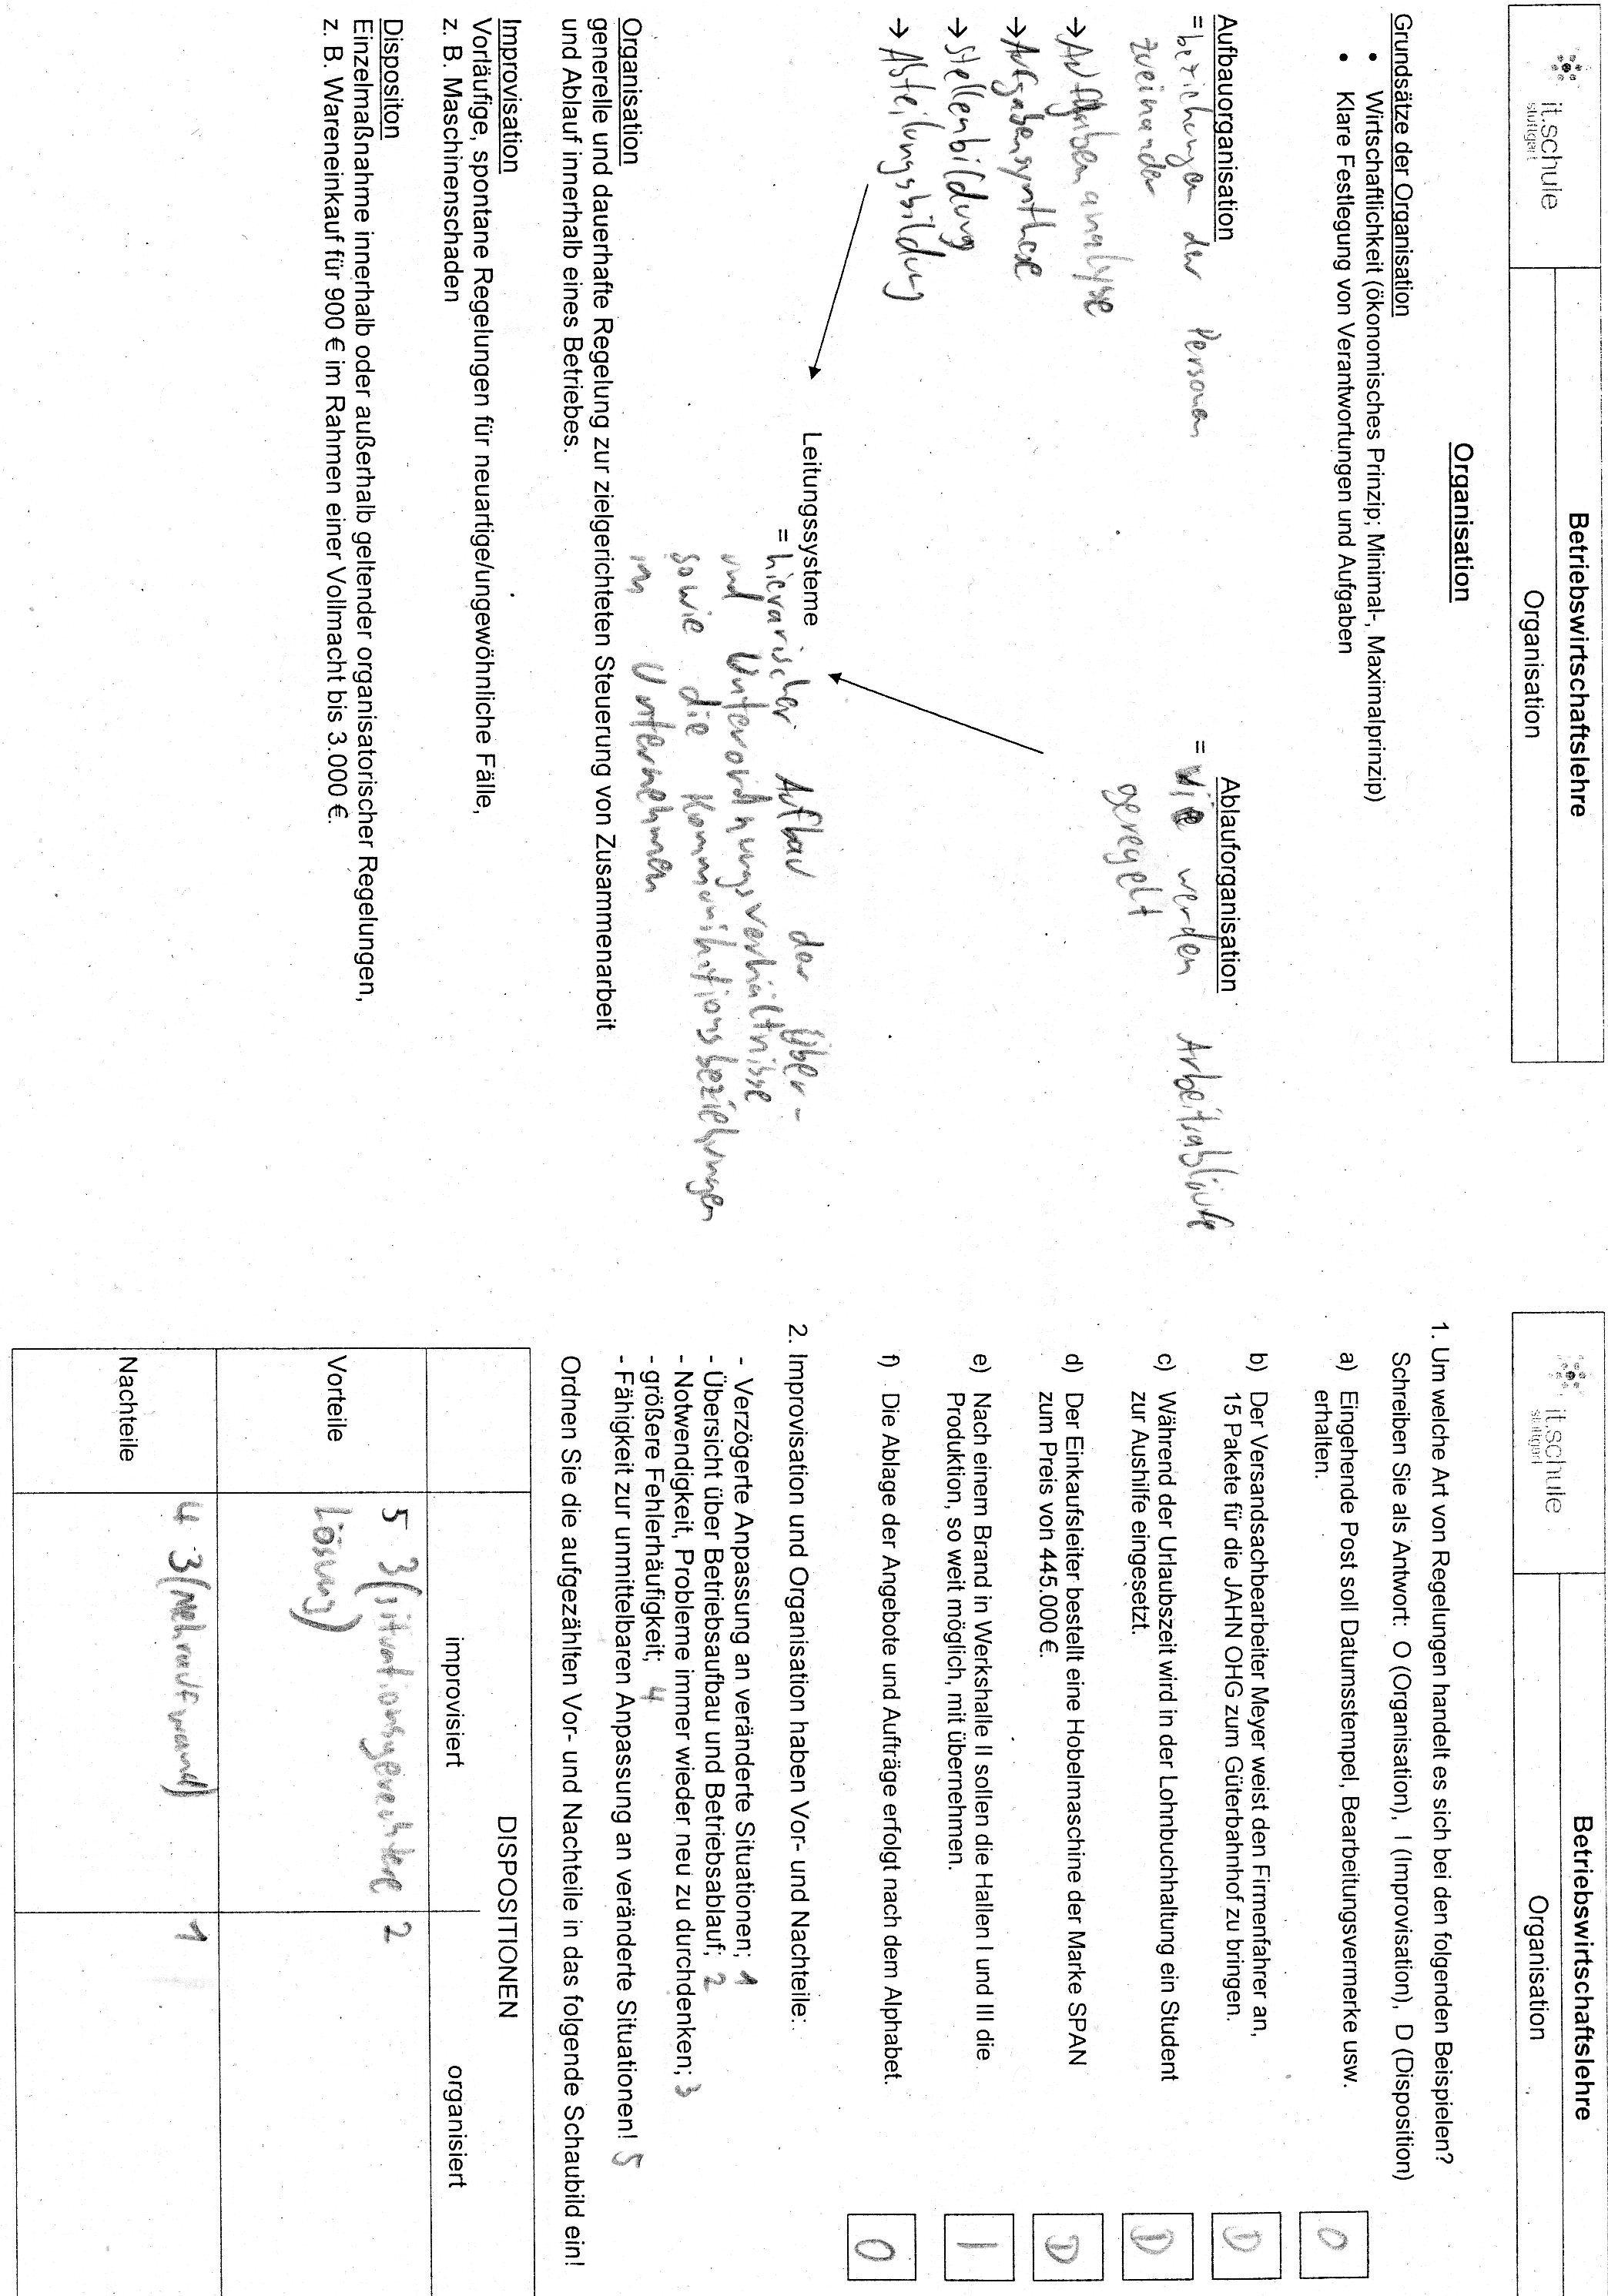 it.schule
stuttgart
Betriebswirtschaftslehre
Organisation
Organisation
Grundsätze der Organisation
• Wirtschaftlichkeit (ökonomisches Prinzip; Minimal-, Maximalprinzip)
• Klare Festlegung von Verantwortungen und Aufgaben
Aufbauorganisation
= beziehungen der Personen
zueinander
→ Aufgabenanalyse
→ Aufgabensynthese
→ Stellenbildung
→ Abteilungsbildung
Ablauforganisation
= Wie werden Arbeitsabläufe
geregelt
Leitungssysteme
= hierarischer Aufbau der Über-
und Unterordnungsverhältnisse
sowie die Kommunikationsbeziehungen
im Unternehmen
Organisation
generelle und dauerhafte Regelung zur zielgerichteten Steuerung von Zusammenarbeit
und Ablauf innerhalb eines Betriebes.
Improvisation
Vorläufige, spontane Regelungen für neuartige/ungewöhnliche Fälle,
z. B. Maschinenschaden
Dispositon
Einzelmaßnahme innerhalb oder außerhalb geltender organisatorischer Regelungen,
z. B. Wareneinkauf für 900 € im Rahmen einer Vollmacht bis 3.000 €.
it.schule
stuttgart
Betriebswirtschaftslehre
Organisation
1. Um welche Art von Regelungen handelt es sich bei den folgenden Beispielen?
Schreiben Sie als Antwort: O (Organisation), I (Improvisation), D (Disposition)
a) Eingehende Post soll Datumsstempel, Bearbeitungsvermerke usw.
erhalten. O
b) Der Versandsachbearbeiter Meyer weist den Firmenfahrer an,
15 Pakete für die JAHN OHG zum Güterbahnhof zu bringen. D
c) Während der Urlaubszeit wird in der Lohnbuchhaltung ein Student
zur Aushilfe eingesetzt. D
d) Der Einkaufsleiter bestellt eine Hobelmaschine der Marke SPAN
zum Preis von 445.000 €. D
e) Nach einem Brand in Werkshalle II sollen die Hallen I und III die
Produktion, so weit möglich, mit übernehmen. I
f) Die Ablage der Angebote und Aufträge erfolgt nach dem Alphabet. O
2. Improvisation und Organisation haben Vor- und Nachteile:
- Verzögerte Anpassung an veränderte Situationen; 1
- Übersicht über Betriebsaufbau und Betriebsablauf; 2
- Notwendigkeit, Probleme immer wieder neu zu durchdenken; 3
- größere Fehlerhäufigkeit; 4
- Fähigkeit zur unmittelbaren Anpassung an veränderte Situationen! 5
Ordnen Sie die aufgezählten Vor- und Nachteile in das folgende Schaubild ein!
DISPOSITIONEN
improvisiert organisiert
Vorteile 5 3 (situationsgerechtere 2
Lösung)
Nachteile 4 3 (Mehraufwand) 1